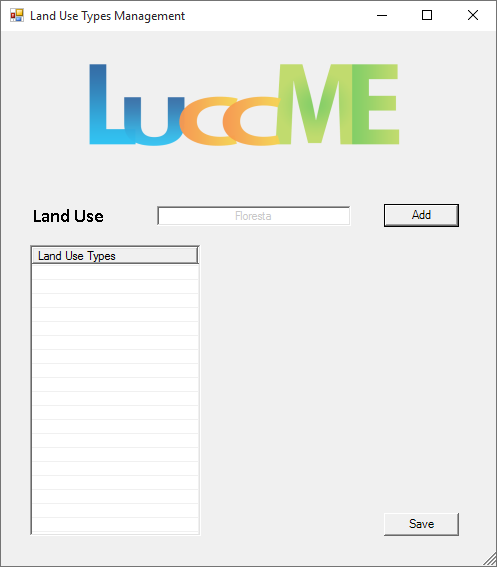 Land Use Types Management
LuccME
Land Use
Floresta
Add
Land Use Types
Save